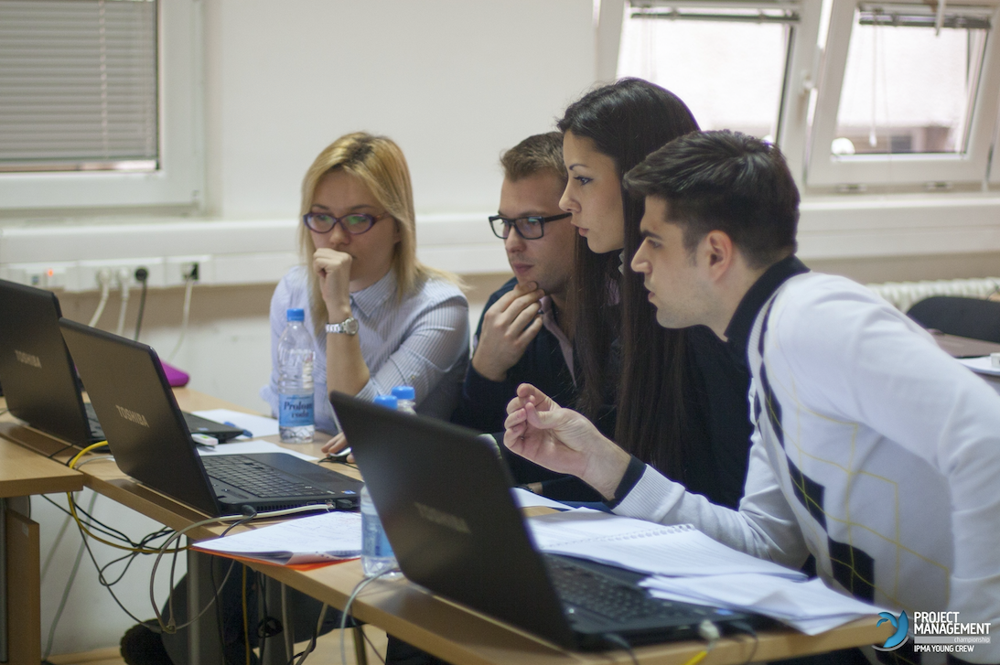 TOSHIBA
TOSHIBA
TOSHIBA
Prolom
voda
PROJECT
MANAGEMENT
championship
IPMA YOUNG CREW